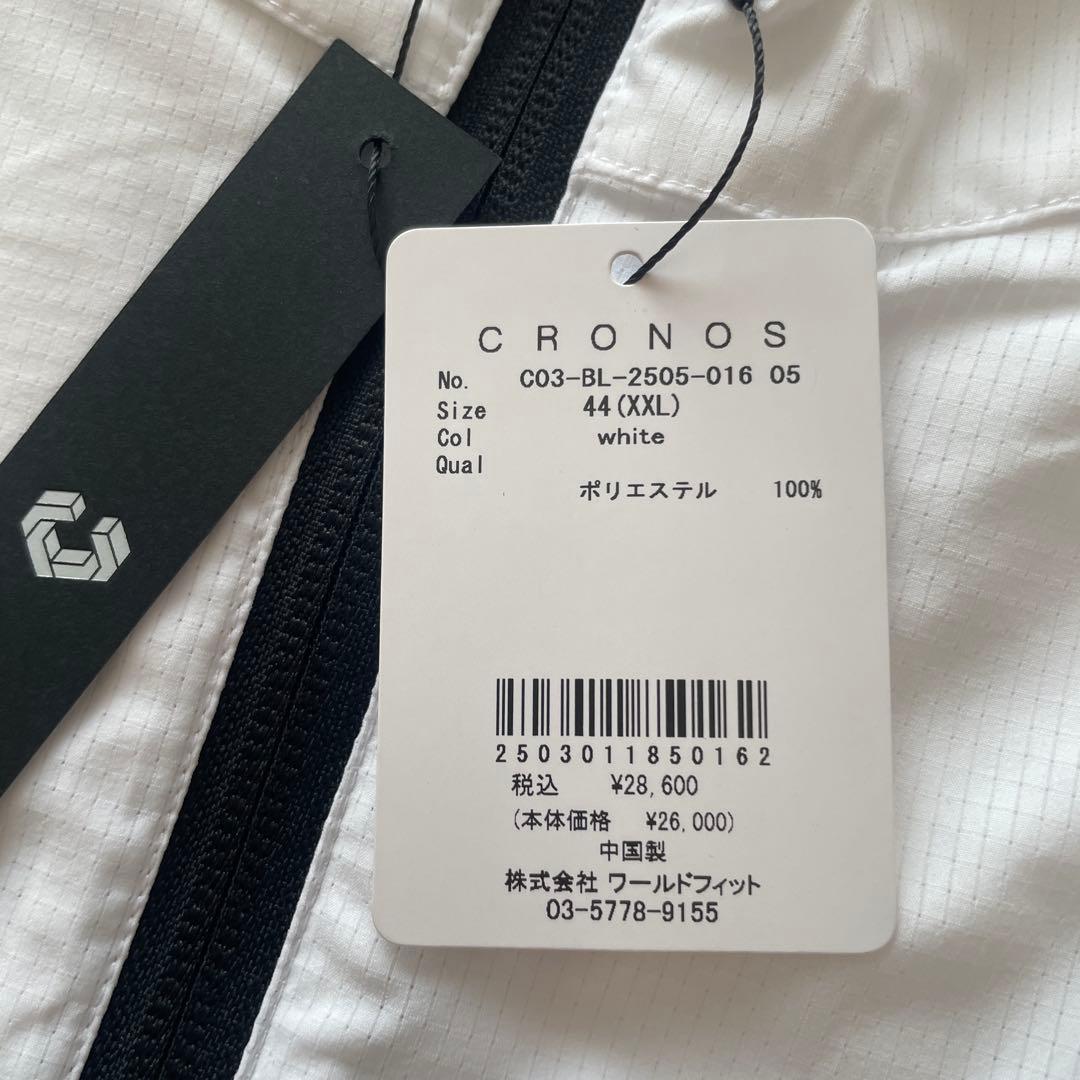 CRONOS
No. C03-BL-2505-016 05
Size 44(XXL)
Col white
Qual
ポリエステル 100%
2503011850162
税込 ¥28,600
(本体価格 ¥26,000)
中国製
株式会社 ワールドフィット
03-5778-9155